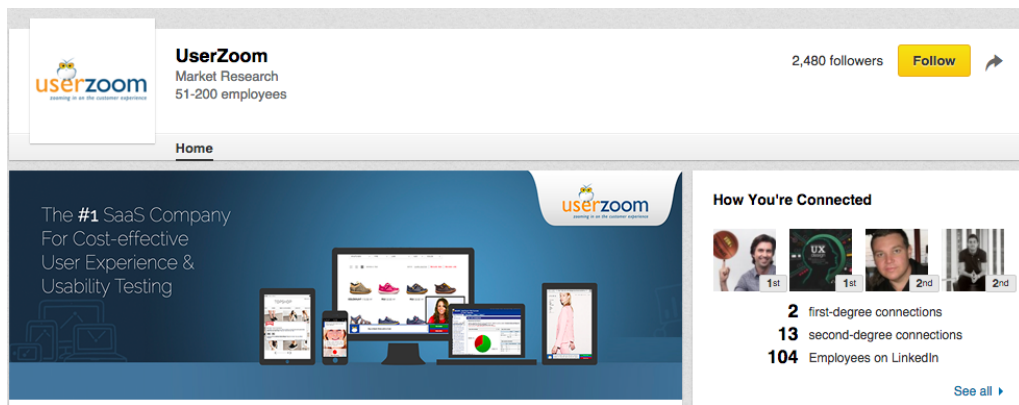 userzoom
zooming in on the customer experience
UserZoom
Market Research
51-200 employees
2,480 followers
Follow
Home
The #1 SaaS Company
For Cost-effective
User Experience &
Usability Testing
userzoom
zooming in on the customer experience
TOPSHOP
How You're Connected
UX
design
1st
1st
2nd
2nd
2 first-degree connections
13 second-degree connections
104 Employees on LinkedIn
See all